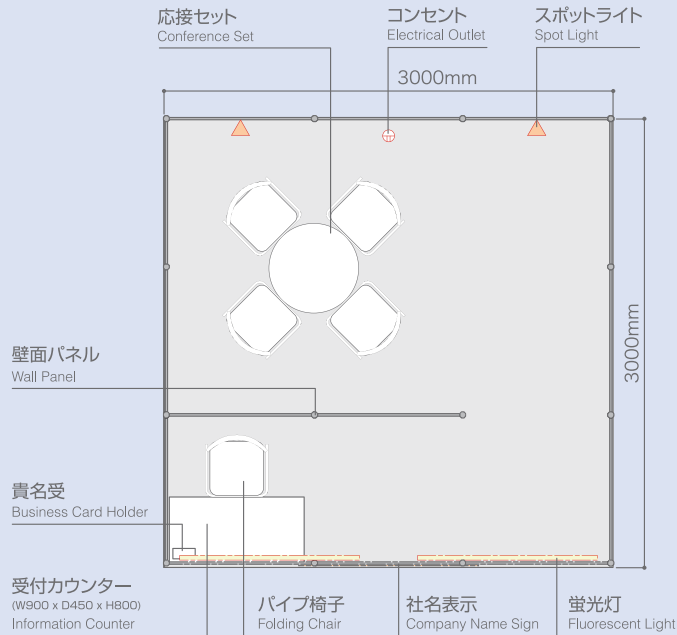 応接セット
Conference Set
コンセント
Electrical Outlet
スポットライト
Spot Light
3000mm
3000mm
壁面パネル
Wall Panel
貴名受
Business Card Holder
受付カウンター
(W900 x D450 x H800)
Information Counter
パイプ椅子
Folding Chair
社名表示
Company Name Sign
蛍光灯
Fluorescent Light